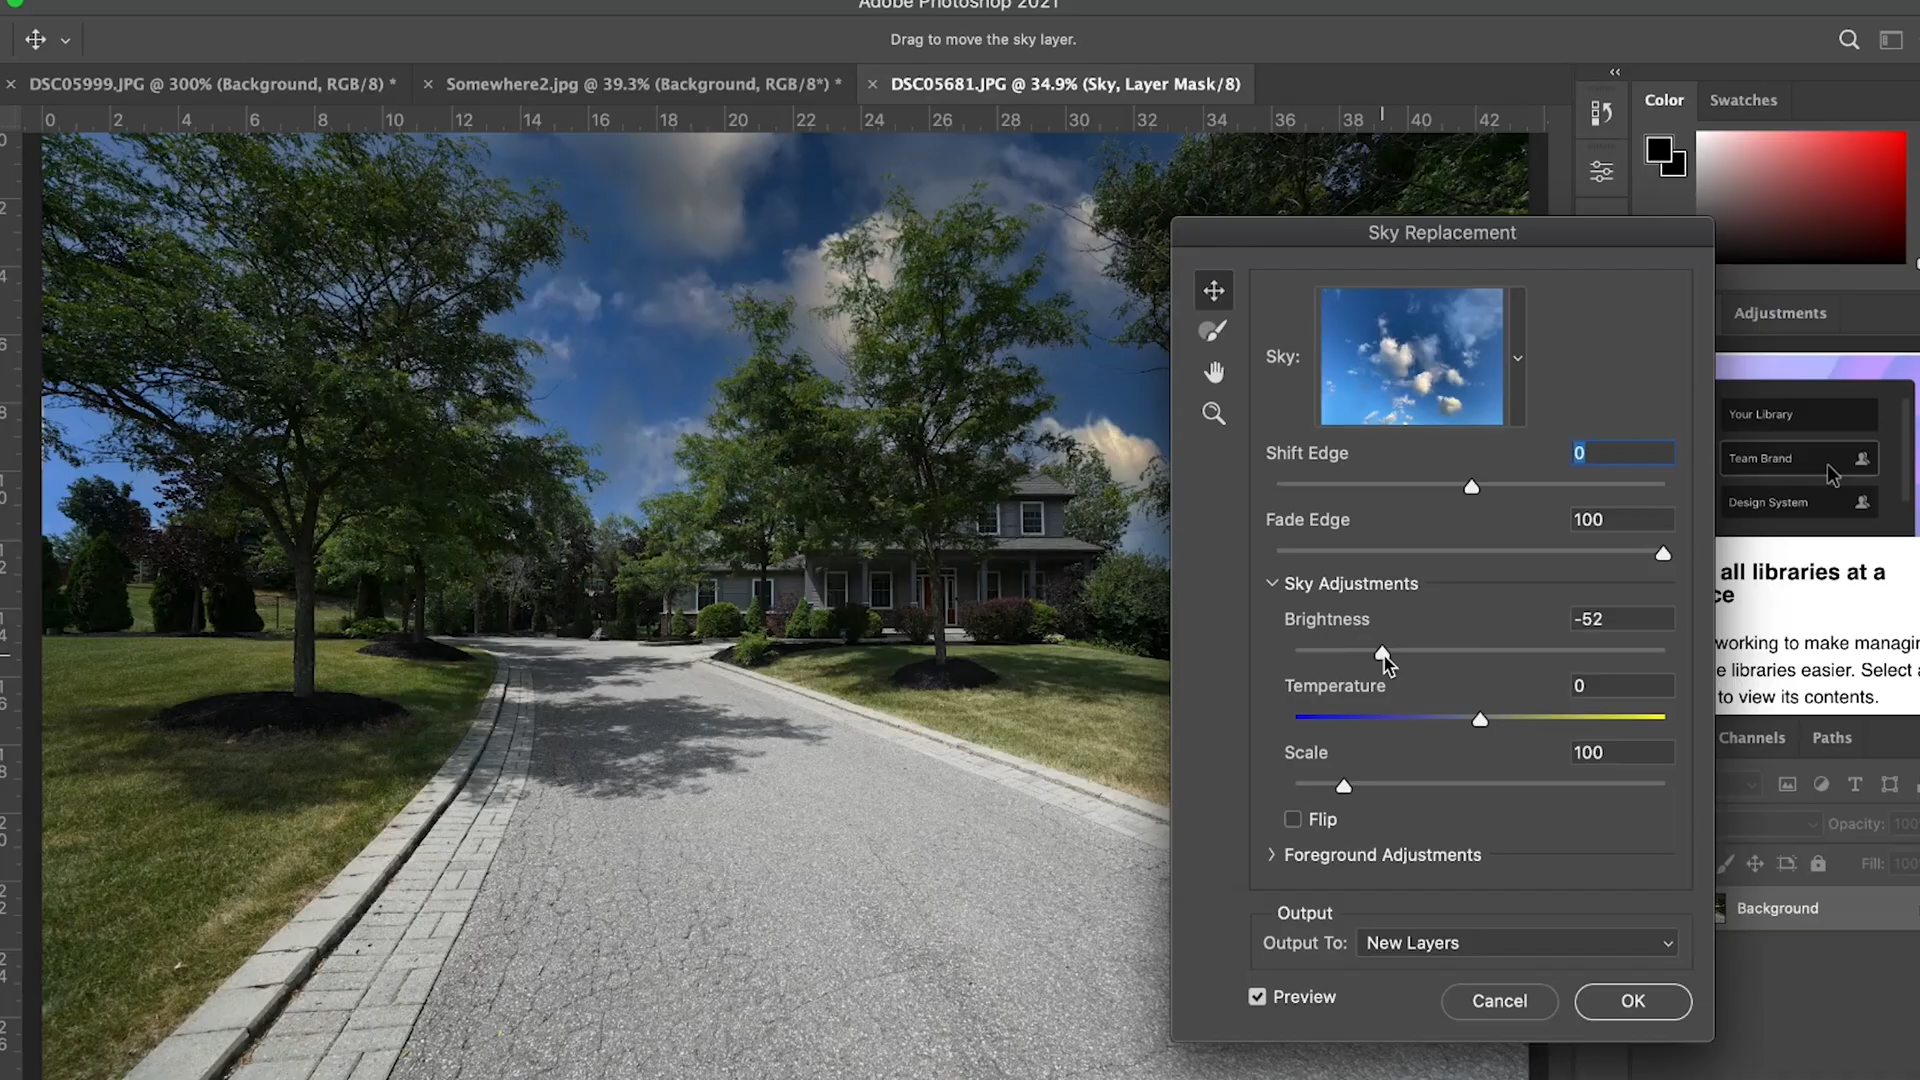 Adobe Photoshop 2021
Drag to move the sky layer.
DSC05999.JPG @ 300% (Background, RGB/8) *
Somewhere2.jpg @ 39.3% (Background, RGB/8*) *
DSC05681.JPG @ 34.9% (Sky, Layer Mask/8)
0 2 4 6 8 10 12 14 16 18 20 22 24 26 28 30 32 34 36 38 40 42
Color
Swatches
Sky Replacement
Adjustments
Sky:
Your Library
Team Brand
Design System
Shift Edge 0
Fade Edge 100
all libraries at a
ce
Sky Adjustments
Brightness -52
working to make managing
e libraries easier. Select a
to view its contents.
Temperature 0
Channels
Paths
Scale 100
Flip
Opacity: 100
Foreground Adjustments
Fill: 100
Output
Background
Output To: New Layers
Preview
Cancel
OK